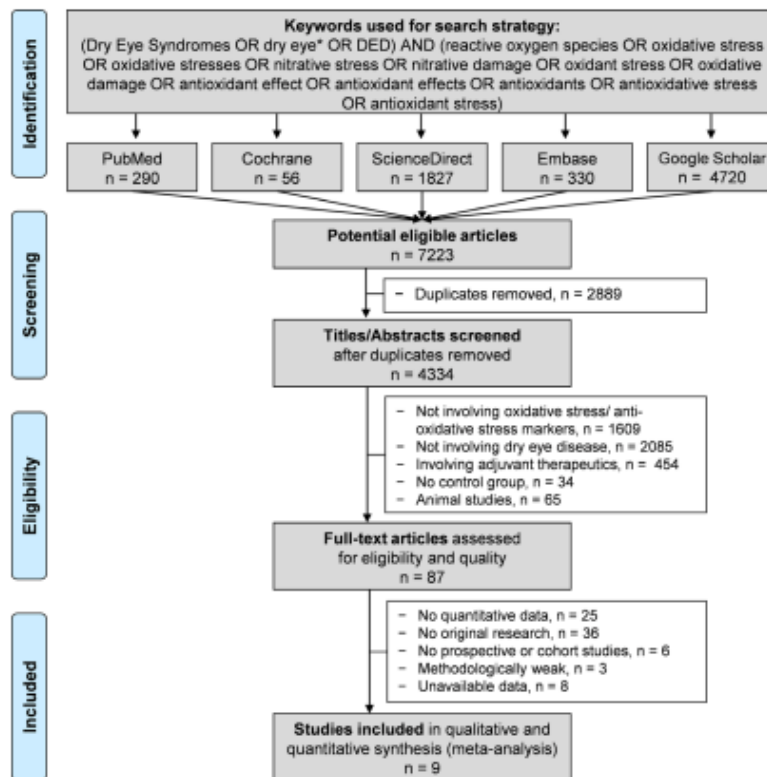 Identification
Keywords used for search strategy:
(Dry Eye Syndromes OR dry eye* OR DED) AND (reactive oxygen species OR oxidative stress
OR oxidative stresses OR nitrative stress OR nitrative damage OR oxidant stress OR oxidative
damage OR antioxidant effect OR antioxidant effects OR antioxidants OR antioxidative stress
OR antioxidant stress)
PubMed
n = 290
Cochrane
n = 56
ScienceDirect
n = 1827
Embase
n = 330
Google Scholar
n = 4720
Screening
Potential eligible articles
n = 7223
− Duplicates removed, n = 2889
Titles/Abstracts screened
after duplicates removed
n = 4334
Eligibility
− Not involving oxidative stress/ anti-
oxidative stress markers, n = 1609
− Not involving dry eye disease, n = 2085
− Involving adjuvant therapeutics, n = 454
− No control group, n = 34
− Animal studies, n = 65
Full-text articles assessed
for eligibility and quality
n = 87
Included
− No quantitative data, n = 25
− No original research, n = 36
− No prospective or cohort studies, n = 6
− Methodologically weak, n = 3
− Unavailable data, n = 8
Studies included in qualitative and
quantitative synthesis (meta-analysis)
n = 9